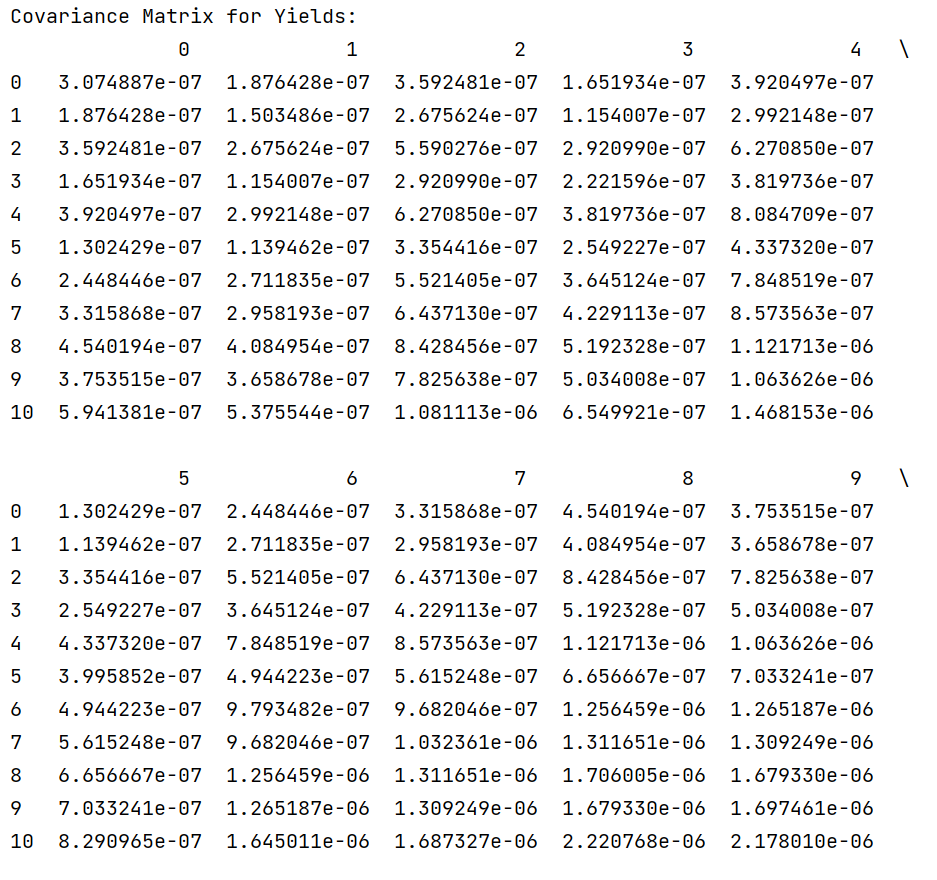 Covariance Matrix for Yields:
              0             1             2             3             4   \
0   3.074887e-07  1.876428e-07  3.592481e-07  1.651934e-07  3.920497e-07
1   1.876428e-07  1.503486e-07  2.675624e-07  1.154007e-07  2.992148e-07
2   3.592481e-07  2.675624e-07  5.590276e-07  2.920990e-07  6.270850e-07
3   1.651934e-07  1.154007e-07  2.920990e-07  2.221596e-07  3.819736e-07
4   3.920497e-07  2.992148e-07  6.270850e-07  3.819736e-07  8.084709e-07
5   1.302429e-07  1.139462e-07  3.354416e-07  2.549227e-07  4.337320e-07
6   2.448446e-07  2.711835e-07  5.521405e-07  3.645124e-07  7.848519e-07
7   3.315868e-07  2.958193e-07  6.437130e-07  4.229113e-07  8.573563e-07
8   4.540194e-07  4.084954e-07  8.428456e-07  5.192328e-07  1.121713e-06
9   3.753515e-07  3.658678e-07  7.825638e-07  5.034008e-07  1.063626e-06
10  5.941381e-07  5.375544e-07  1.081113e-06  6.549921e-07  1.468153e-06

              5             6             7             8             9   \
0   1.302429e-07  2.448446e-07  3.315868e-07  4.540194e-07  3.753515e-07
1   1.139462e-07  2.711835e-07  2.958193e-07  4.084954e-07  3.658678e-07
2   3.354416e-07  5.521405e-07  6.437130e-07  8.428456e-07  7.825638e-07
3   2.549227e-07  3.645124e-07  4.229113e-07  5.192328e-07  5.034008e-07
4   4.337320e-07  7.848519e-07  8.573563e-07  1.121713e-06  1.063626e-06
5   3.995852e-07  4.944223e-07  5.615248e-07  6.656667e-07  7.033241e-07
6   4.944223e-07  9.793482e-07  9.682046e-07  1.256459e-06  1.265187e-06
7   5.615248e-07  9.682046e-07  1.032361e-06  1.311651e-06  1.309249e-06
8   6.656667e-07  1.256459e-06  1.311651e-06  1.706005e-06  1.679330e-06
9   7.033241e-07  1.265187e-06  1.309249e-06  1.679330e-06  1.697461e-06
10  8.290965e-07  1.645011e-06  1.687327e-06  2.220768e-06  2.178010e-06